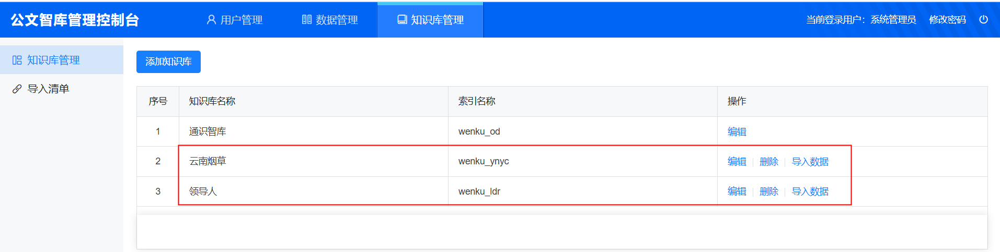 公文智库管理控制台 用户管理 数据管理 知识库管理 当前登录用户：系统管理员 修改密码
知识库管理
导入清单
添加知识库
序号 知识库名称 索引名称 操作
1 通识智库 wenku_od 编辑
2 云南烟草 wenku_ynyc 编辑 删除 导入数据
3 领导人 wenku_ldr 编辑 删除 导入数据